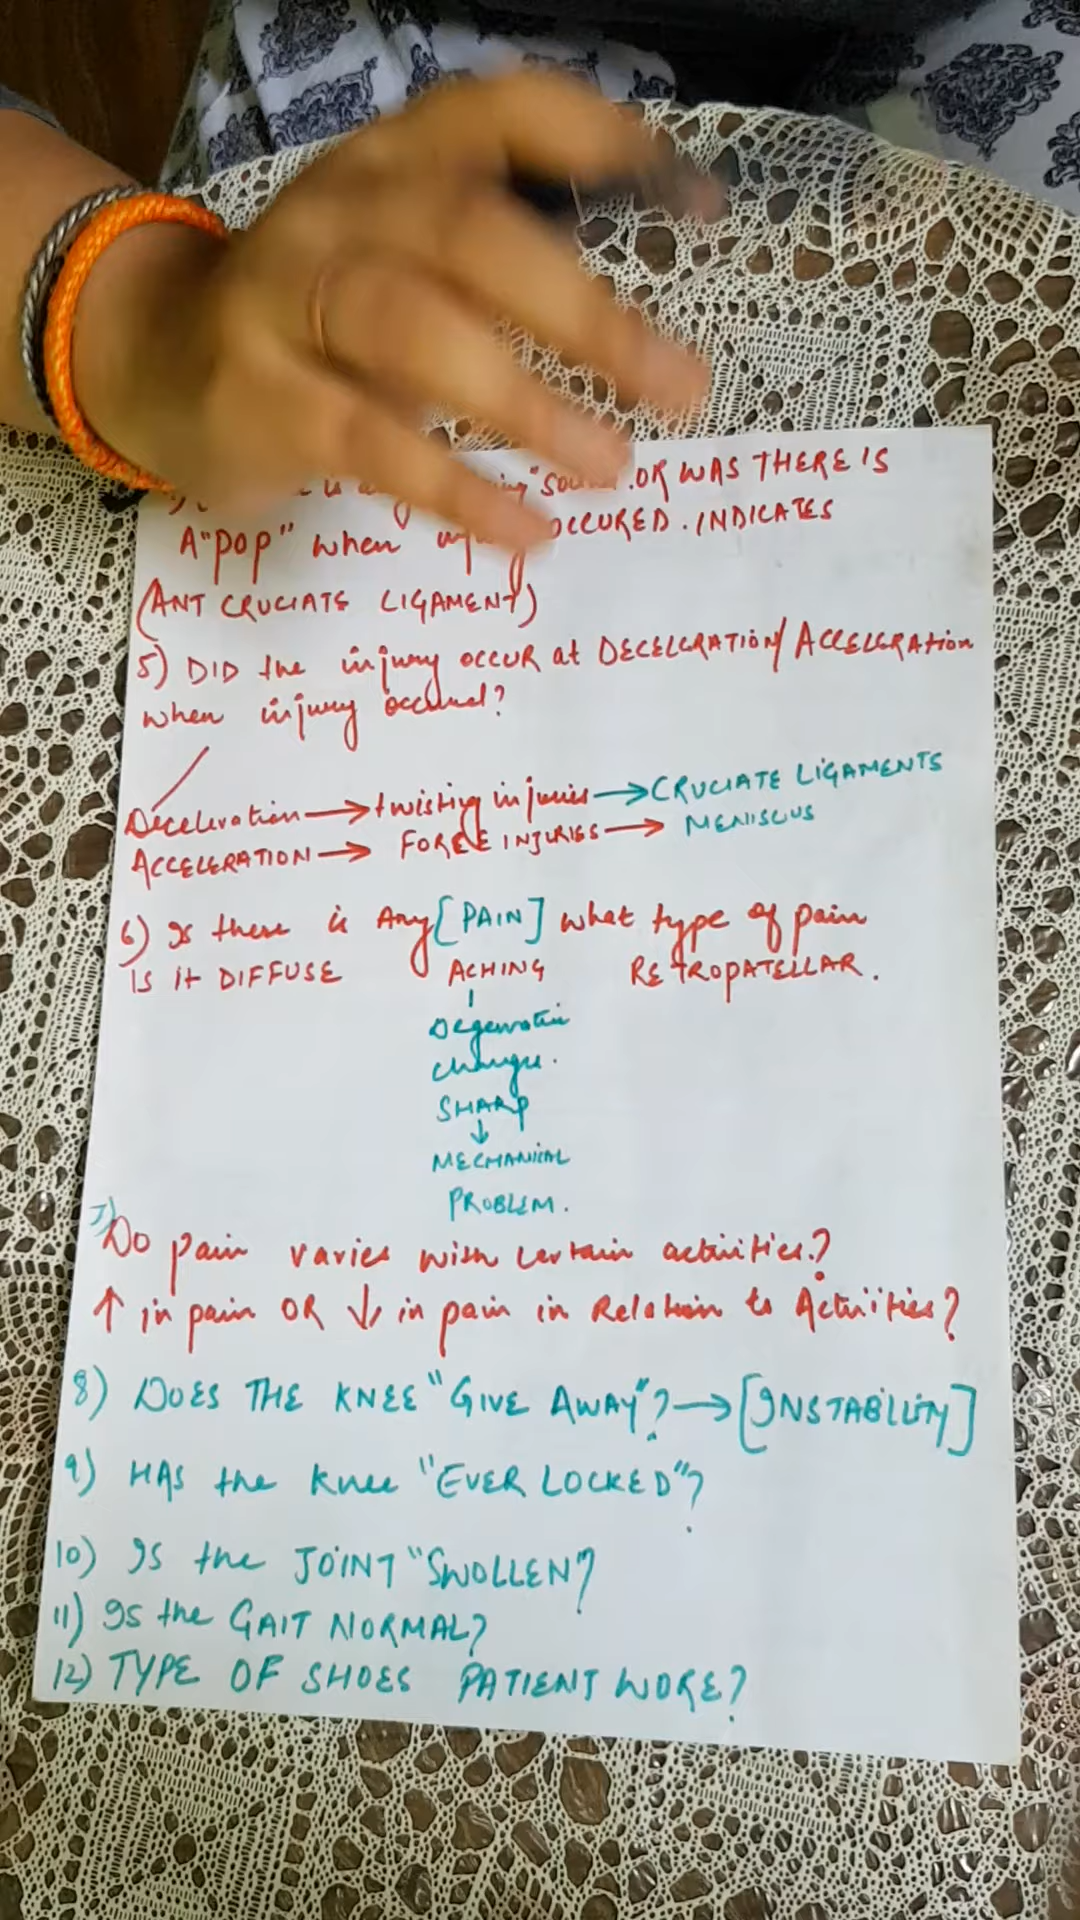 is
"sound. OR WAS THERE IS
A "POP" when injury OCCURED. INDICATES
(ANT CRUCIATE LIGAMENT)
5) DID the injury OCCUR at DECELERATION/ACCELERATION
when injury occured?
Deceleration → twisting injuries → CRUCIATE LIGAMENTS
ACCELERATION → FORCE INJURIES → MENISCUS
6) Is there is Any [PAIN] what type of pain
IS it DIFFUSE ACHING RETROPATELLAR.
Degenerative
changes.
SHARP
↓
MECHANICAL
PROBLEM.
7) Do pain varies with certain activities?
↑ in pain OR ↓ in pain in Relation to Activities?
8) DOES THE KNEE "GIVE AWAY"? → [INSTABILITY]
9) HAS the knee "EVER LOCKED"?
10) Is the JOINT "SWOLLEN"?
11) Is the GAIT NORMAL?
12) TYPE OF SHOES PATIENT WORE?